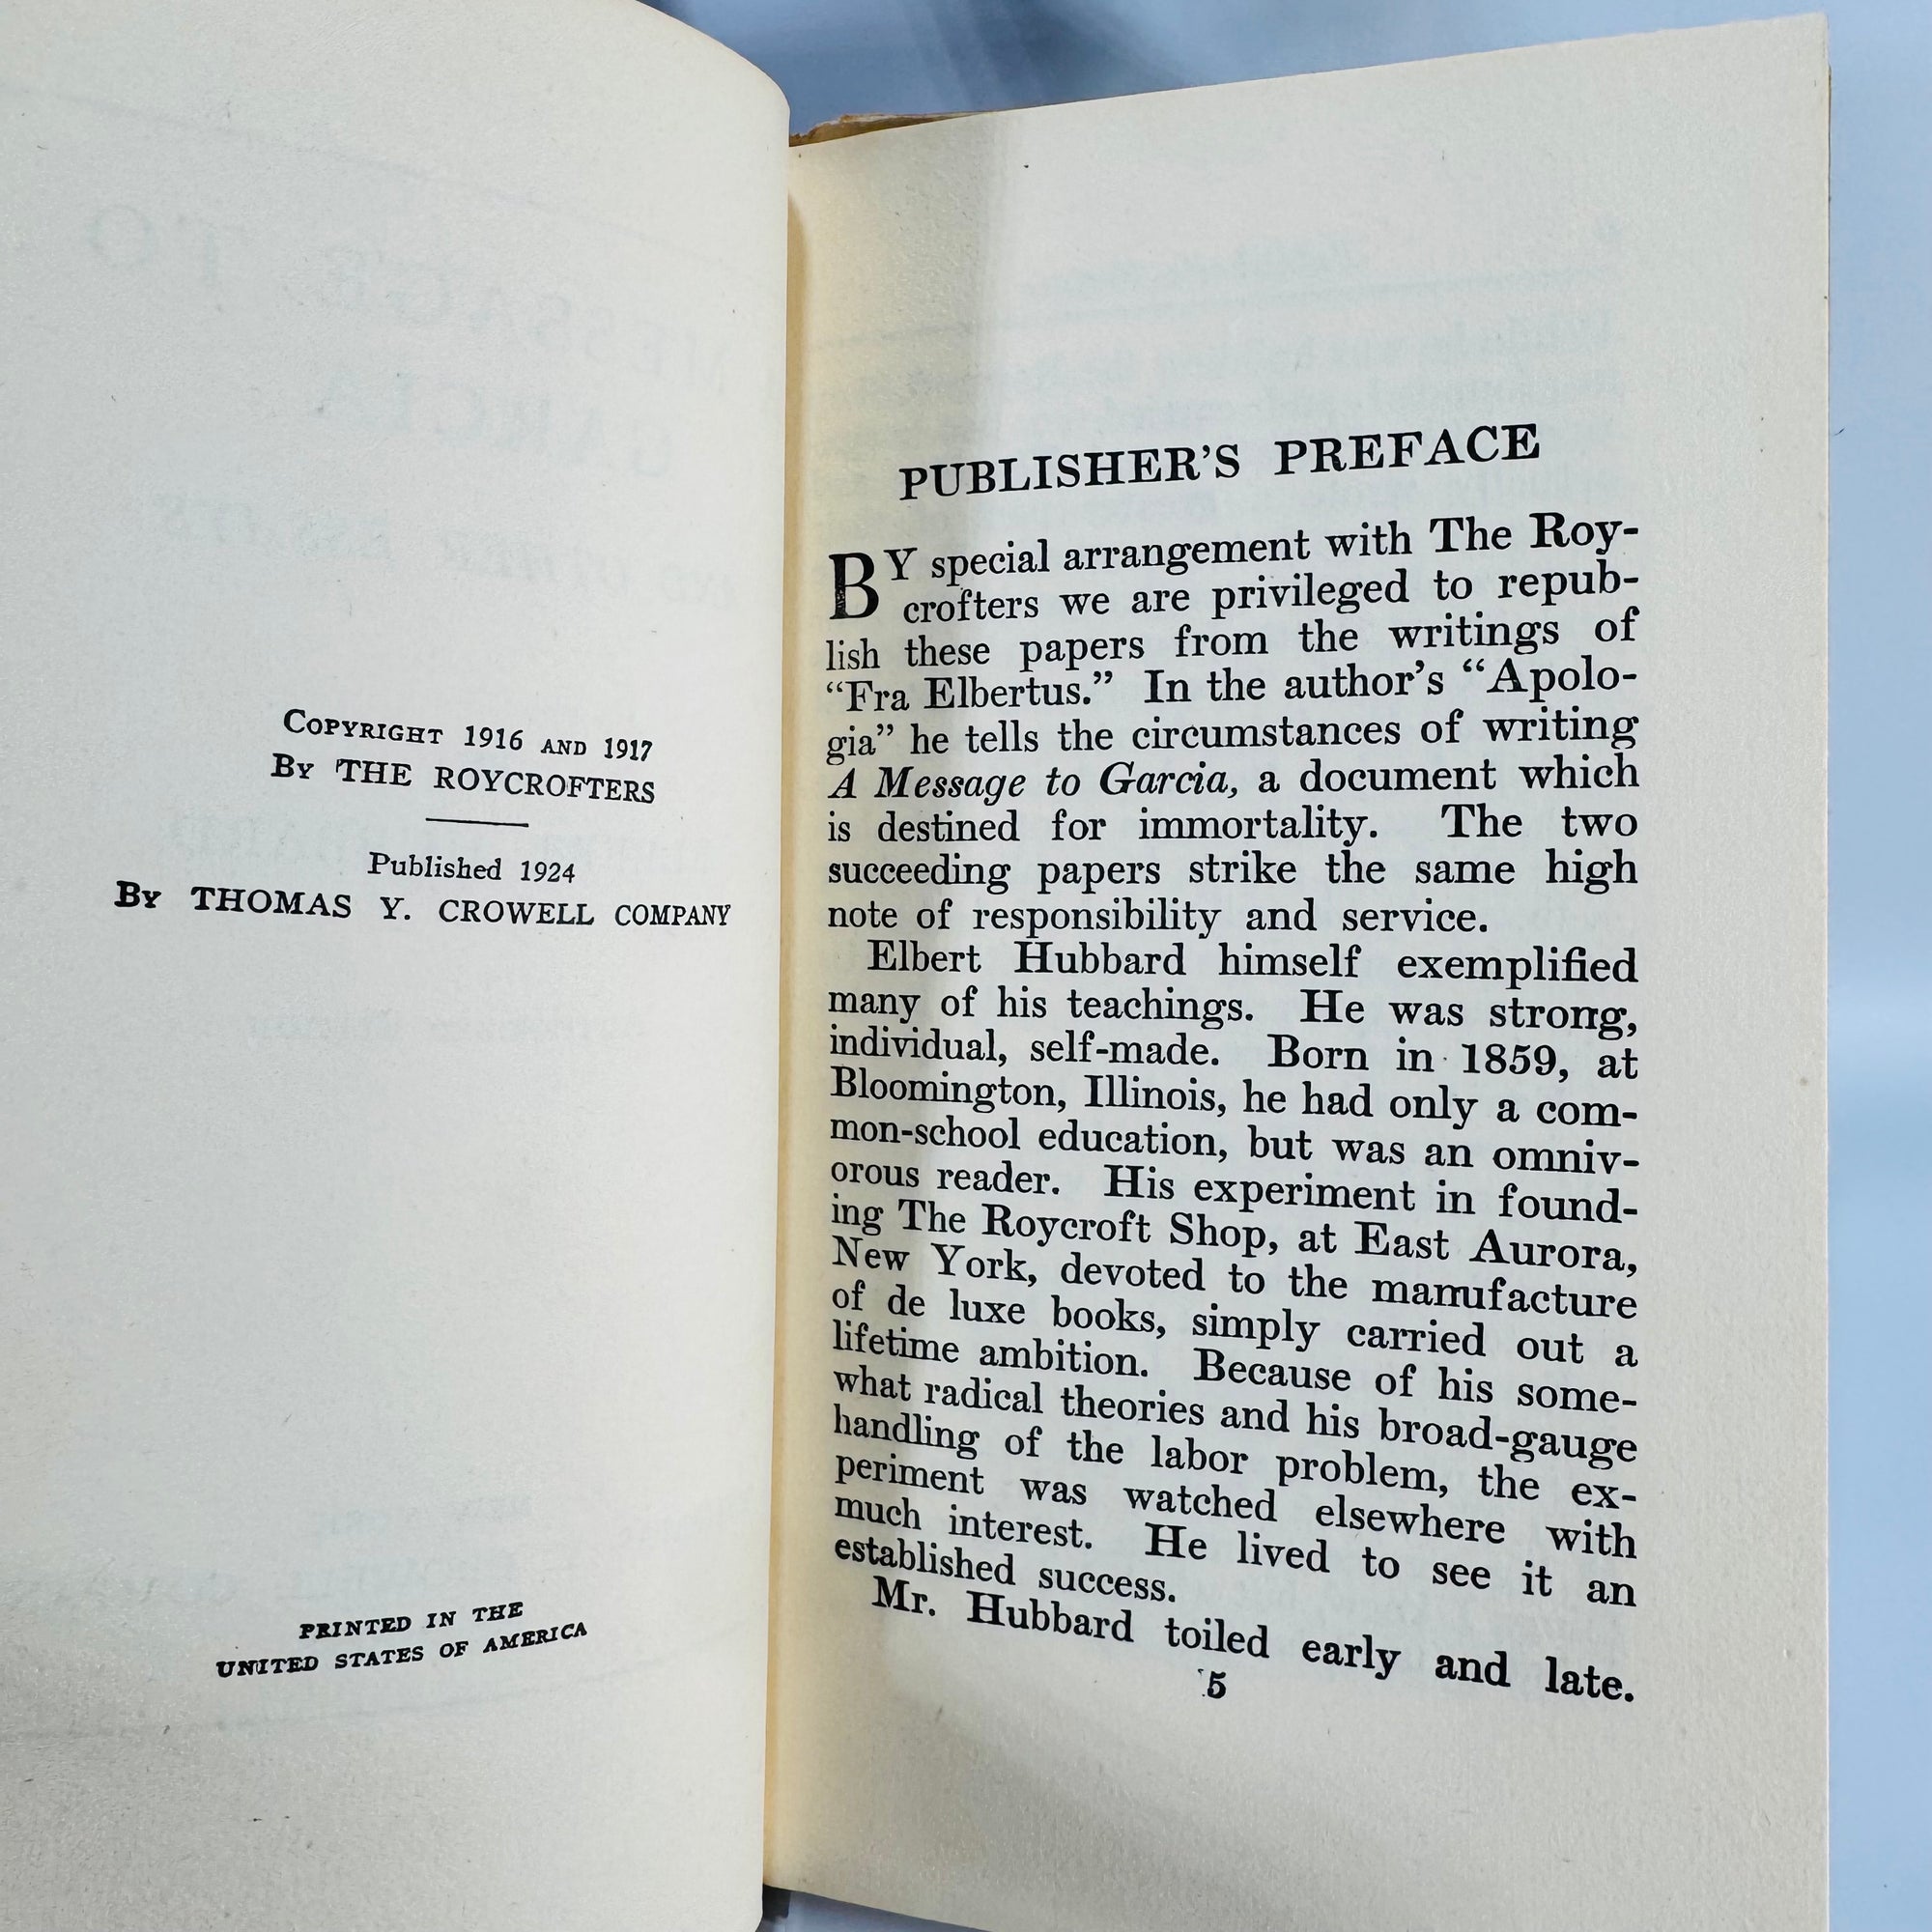 COPYRIGHT 1916 AND 1917
BY THE ROYCROFTERS
Published 1924
BY THOMAS Y. CROWELL COMPANY
PRINTED IN THE
UNITED STATES OF AMERICA
PUBLISHER'S PREFACE
BY special arrangement with The Roy-
crofters we are privileged to repub-
lish these papers from the writings of
“Fra Elbertus.” In the author's “Apolo-
gia” he tells the circumstances of writing
A Message to Garcia, a document which
is destined for immortality. The two
succeeding papers strike the same high
note of responsibility and service.
Elbert Hubbard himself exemplified
many of his teachings. He was strong,
individual, self-made. Born in 1859, at
Bloomington, Illinois, he had only a com-
mon-school education, but was an omniv-
orous reader. His experiment in found-
ing The Roycroft Shop, at East Aurora,
New York, devoted to the manufacture
of de luxe books, simply carried out a
lifetime ambition. Because of his some-
what radical theories and his broad-gauge
handling of the labor problem, the ex-
periment was watched elsewhere with
much interest. He lived to see it an
established success.
Mr. Hubbard toiled early and late.
5